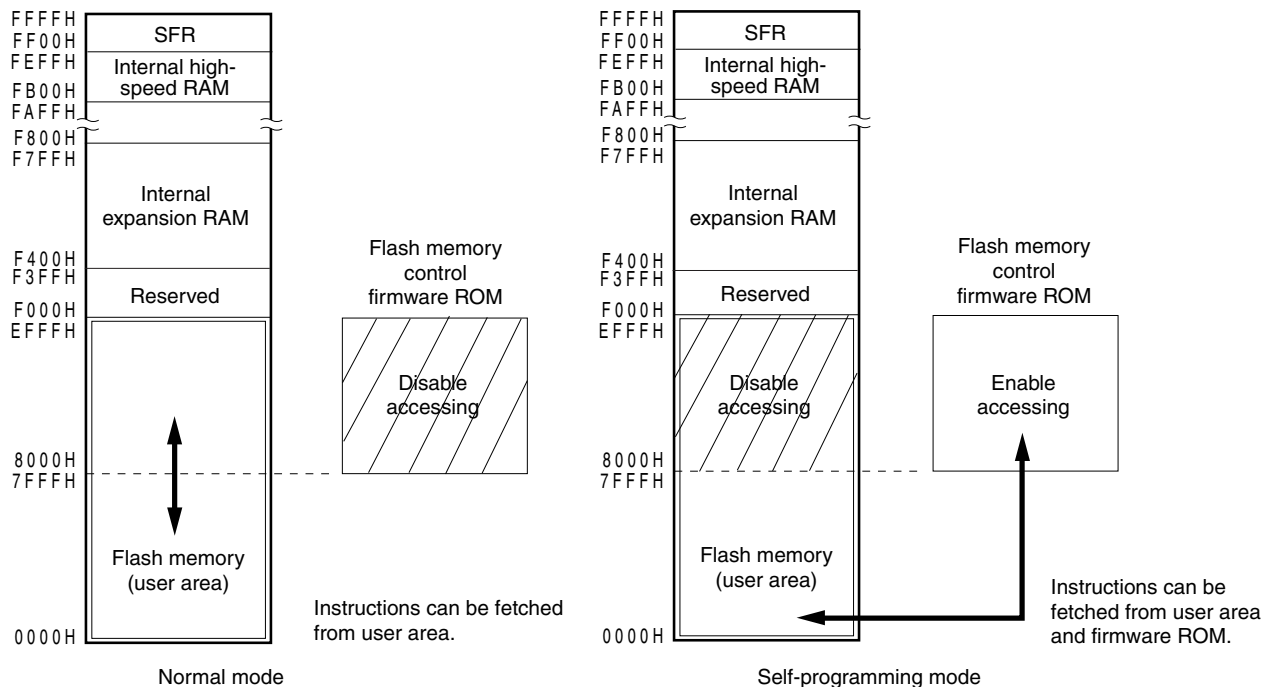 FFFFH
FF00H
FEFFH
FB00H
FAFFH
F800H
F7FFH
F400H
F3FFH
F000H
EFFFH
8000H
7FFFH
0000H
SFR
Internal high-
speed RAM
Internal
expansion RAM
Reserved
Flash memory
(user area)
Flash memory
control
firmware ROM
Disable
accessing
Instructions can be fetched
from user area.
Normal mode
FFFFH
FF00H
FEFFH
FB00H
FAFFH
F800H
F7FFH
F400H
F3FFH
F000H
EFFFH
8000H
7FFFH
0000H
SFR
Internal high-
speed RAM
Internal
expansion RAM
Reserved
Disable
accessing
Flash memory
(user area)
Flash memory
control
firmware ROM
Enable
accessing
Instructions can be
fetched from user area
and firmware ROM.
Self-programming mode